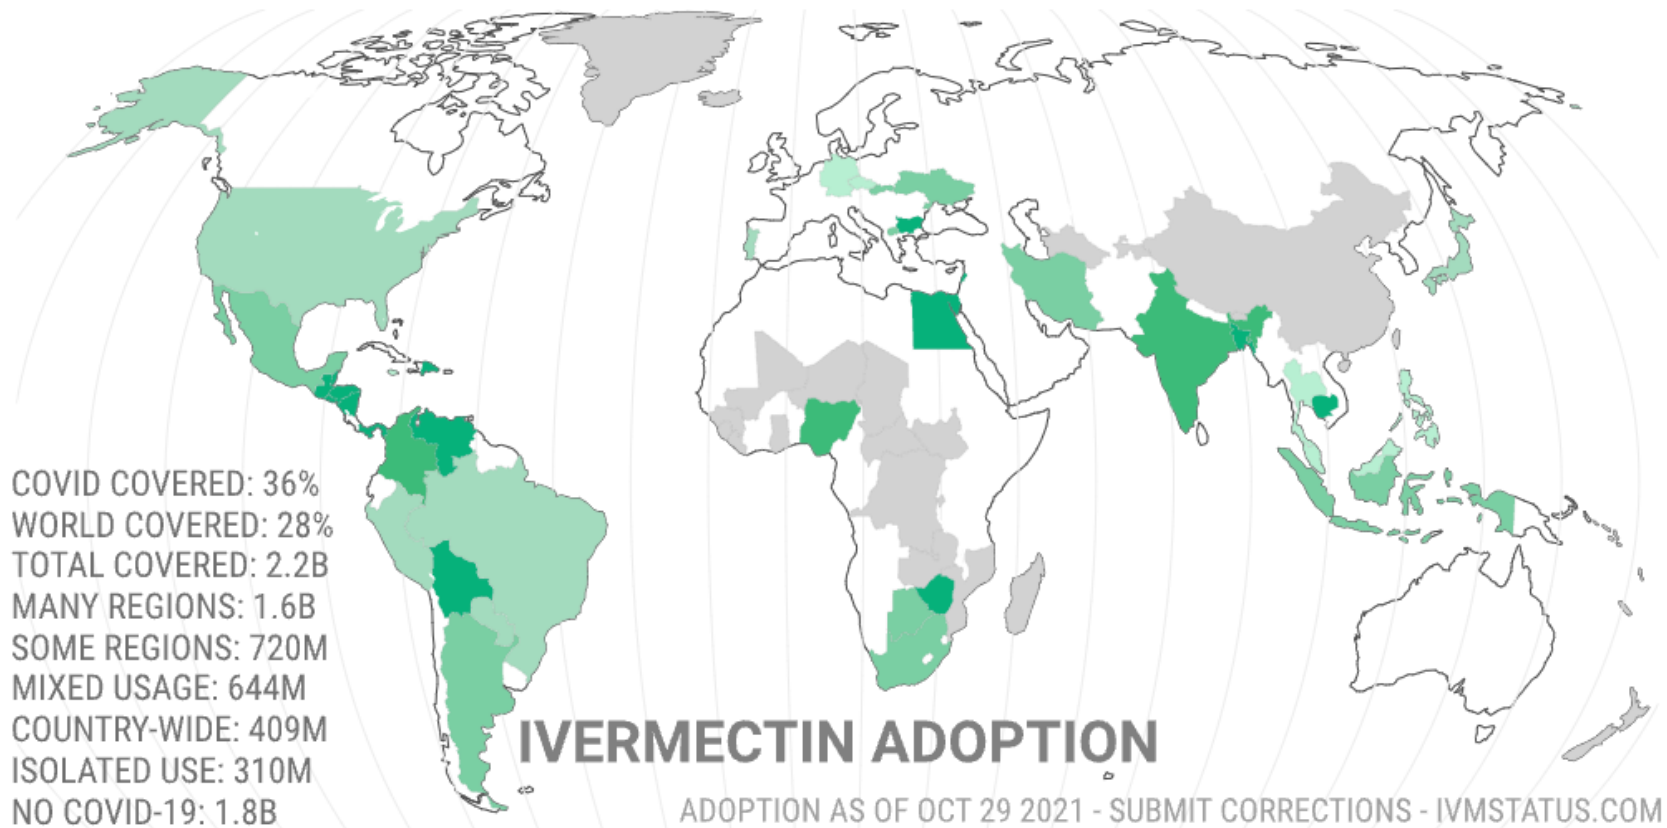 COVID COVERED: 36%
WORLD COVERED: 28%
TOTAL COVERED: 2.2B
MANY REGIONS: 1.6B
SOME REGIONS: 720M
MIXED USAGE: 644M
COUNTRY-WIDE: 409M
ISOLATED USE: 310M
NO COVID-19: 1.8B
IVERMECTIN ADOPTION
ADOPTION AS OF OCT 29 2021 - SUBMIT CORRECTIONS - IVMSTATUS.COM